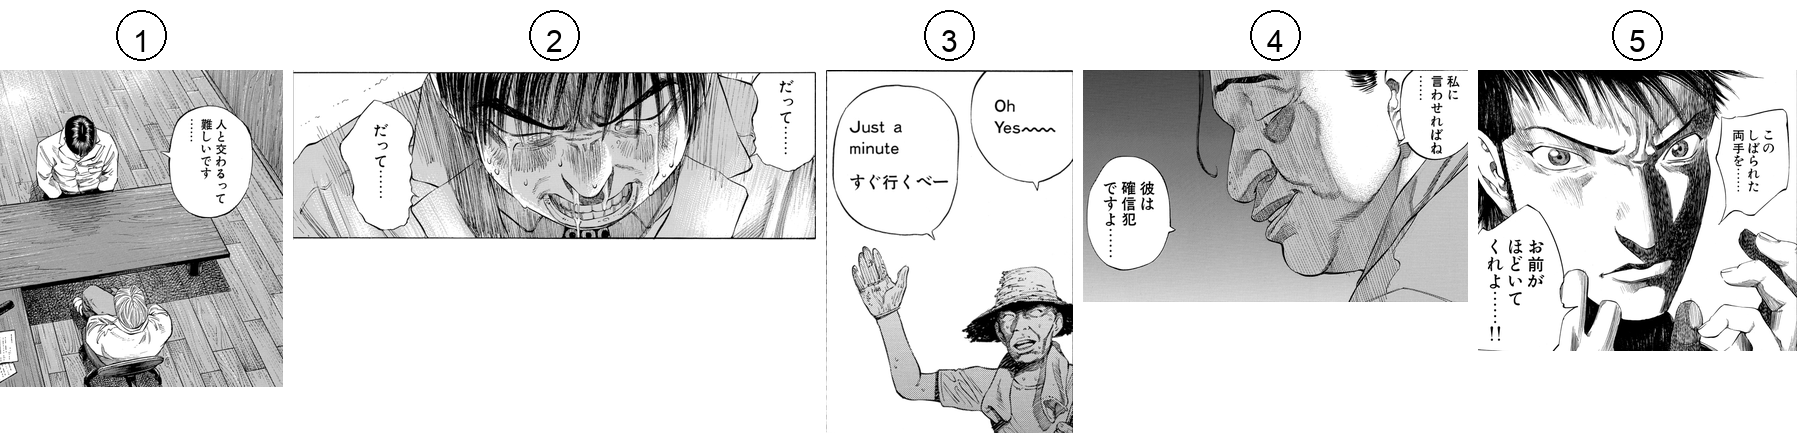 1
人と交わるって
難しいです
……
2
だって……
だって………
3
Oh
Yes〜〜
Just a
minute
すぐ行くべー
4
私に
言わせればね
……
彼は
確信犯
ですよ……
5
この
しばられた
両手を……
お前が
ほどいて
くれよ……!!